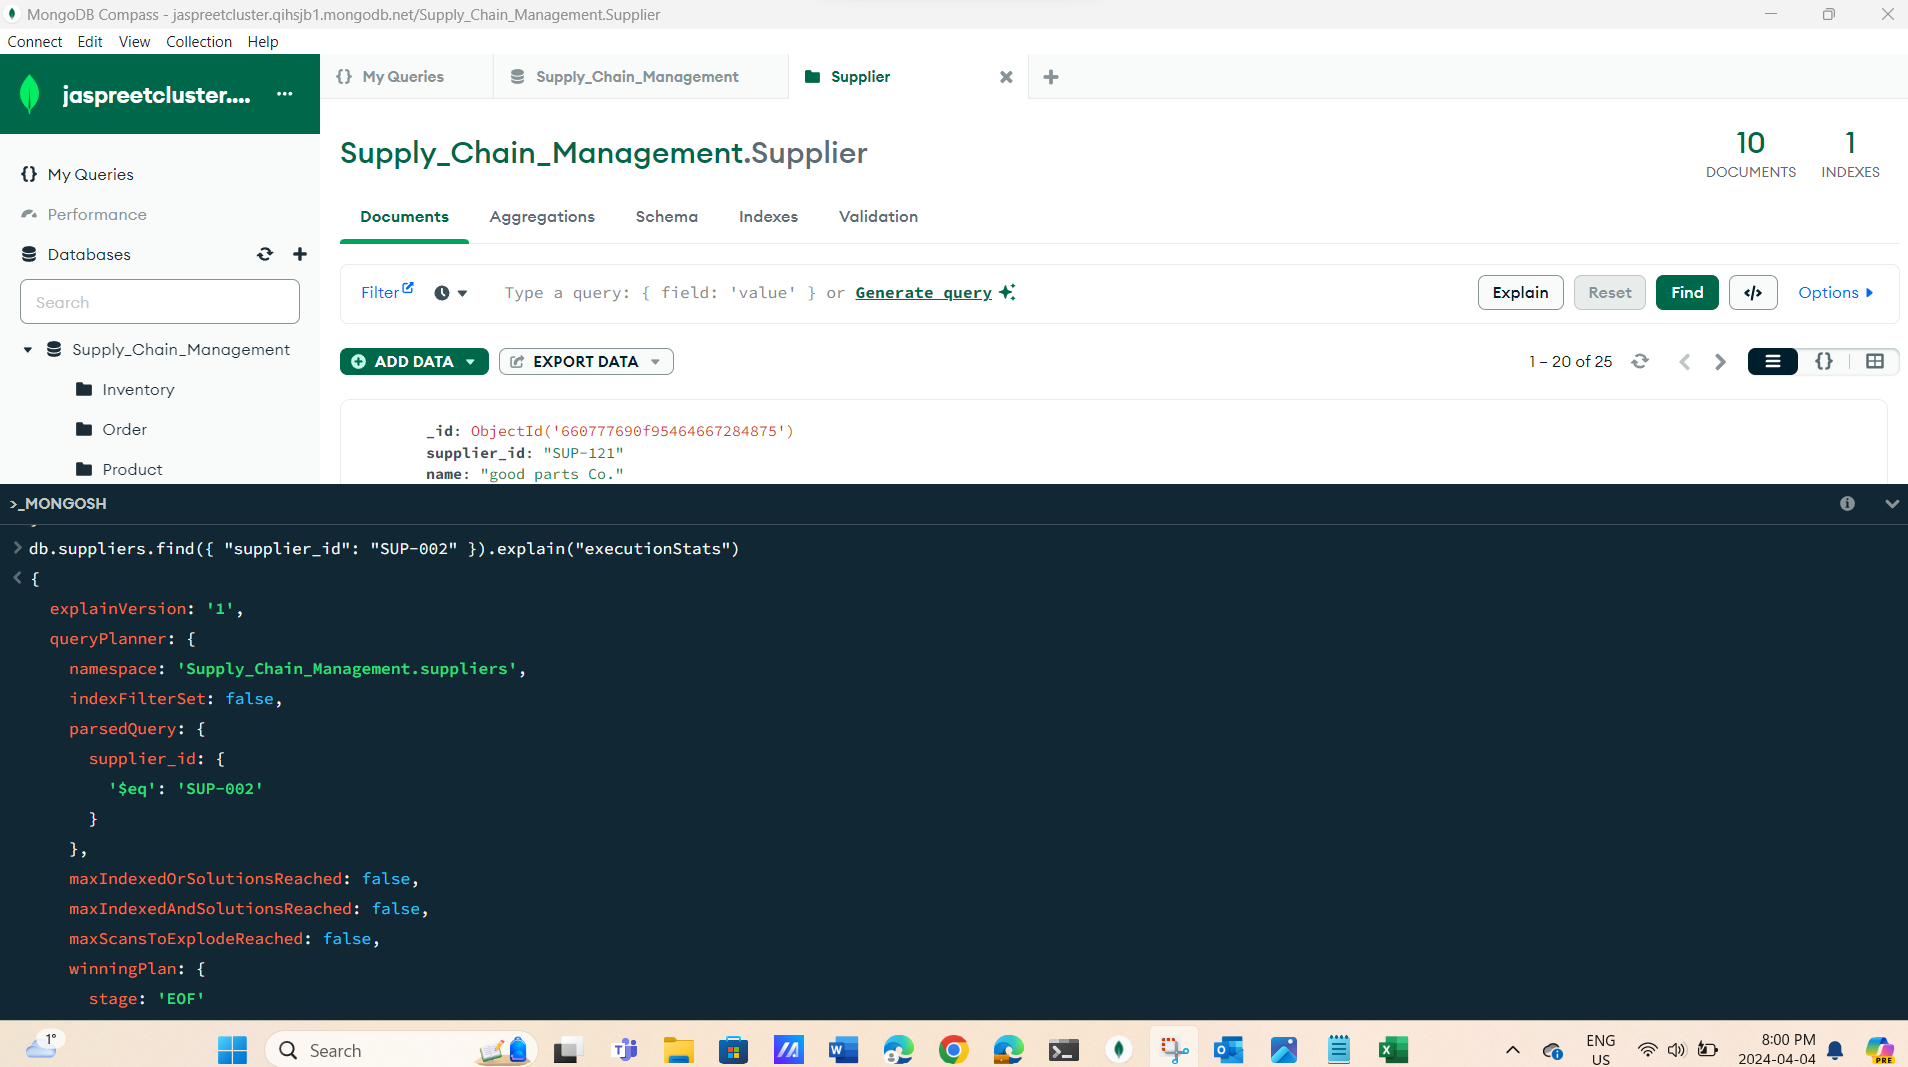 MongoDB Compass - jaspreetcluster.qihsjb1.mongodb.net/Supply_Chain_Management.Supplier
Connect Edit View Collection Help
jaspreetcluster.... ...
My Queries
Performance
Databases
Search
Supply_Chain_Management
Inventory
Order
Product
{} My Queries
Supply_Chain_Management
Supplier
Supply_Chain_Management.Supplier
10
DOCUMENTS
1
INDEXES
Documents Aggregations Schema Indexes Validation
Filter Type a query: { field: 'value' } or Generate query
Explain Reset Find </> Options
ADD DATA EXPORT DATA
1 – 20 of 25
_id: ObjectId('660777690f95464667284875')
supplier_id: "SUP-121"
name: "good parts Co."
>_MONGOSH
> db.suppliers.find({ "supplier_id": "SUP-002" }).explain("executionStats")
< {
explainVersion: '1',
queryPlanner: {
namespace: 'Supply_Chain_Management.suppliers',
indexFilterSet: false,
parsedQuery: {
supplier_id: {
'$eq': 'SUP-002'
}
},
maxIndexedOrSolutionsReached: false,
maxIndexedAndSolutionsReached: false,
maxScansToExplodeReached: false,
winningPlan: {
stage: 'EOF'
1°
Search
ENG
US
8:00 PM
2024-04-04
PRE